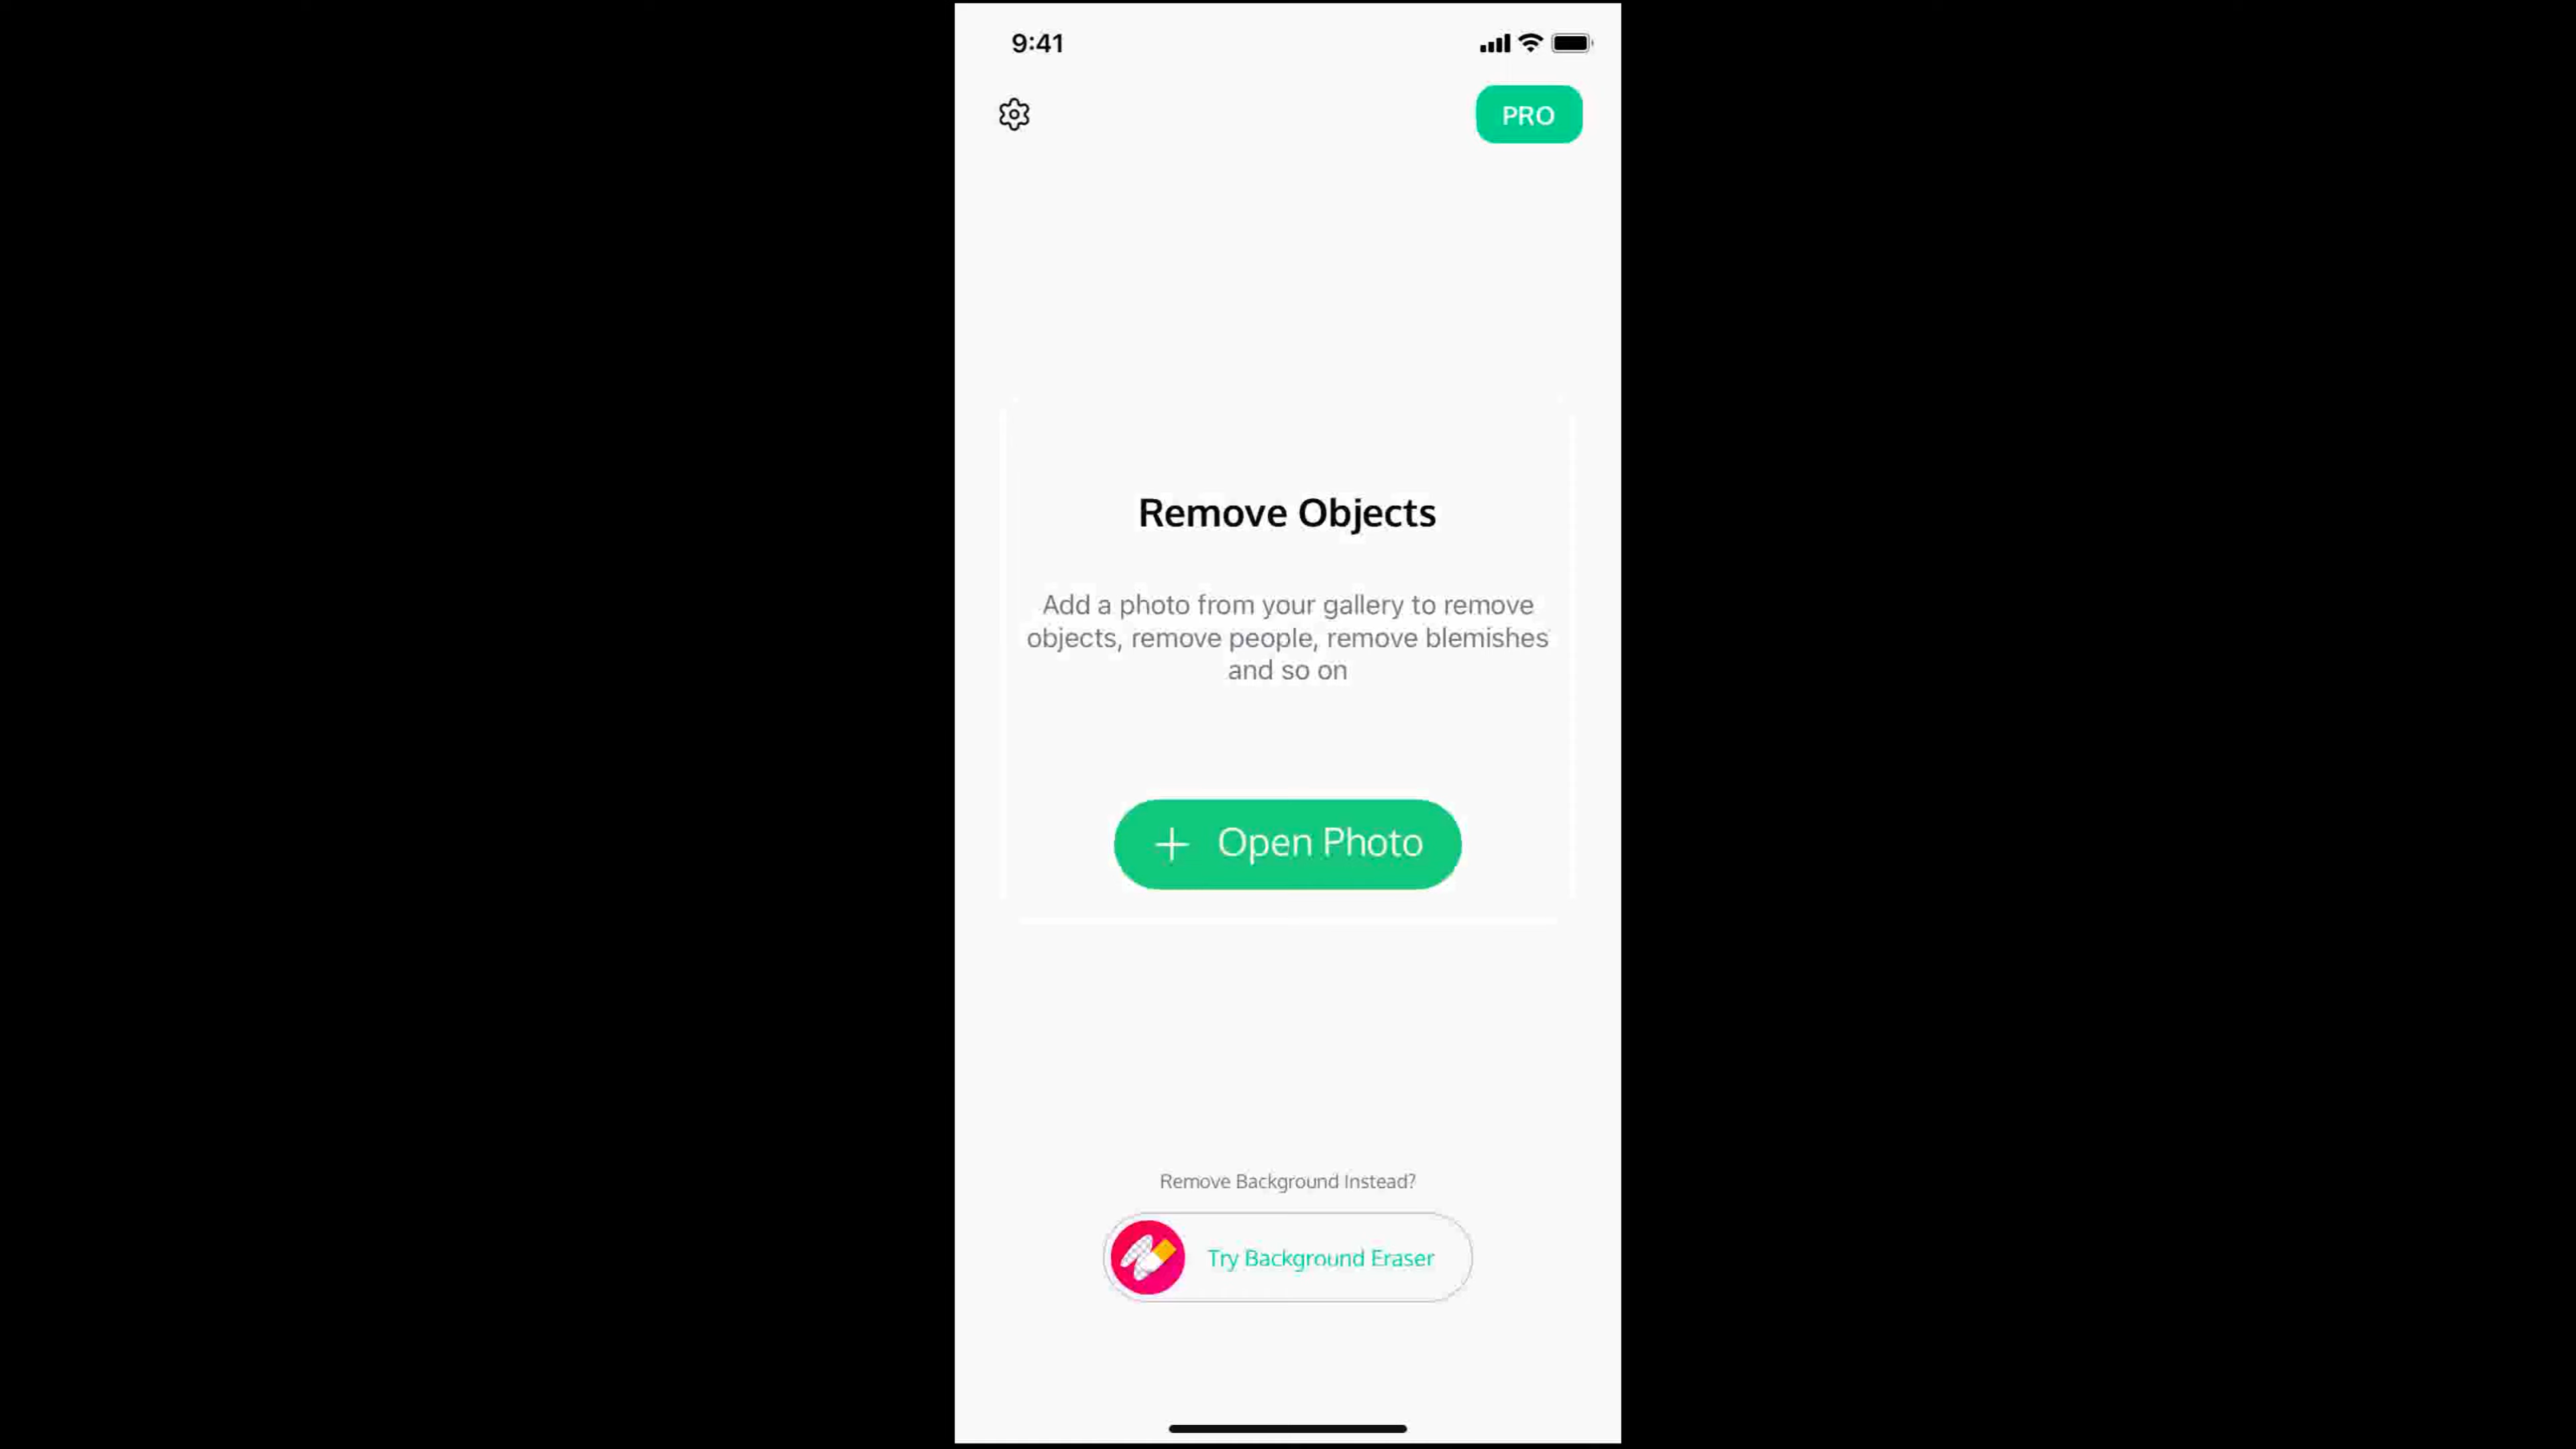 9:41
PRO
Remove Objects
Add a photo from your gallery to remove
objects, remove people, remove blemishes
and so on
+ Open Photo
Remove Background Instead?
Try Background Eraser